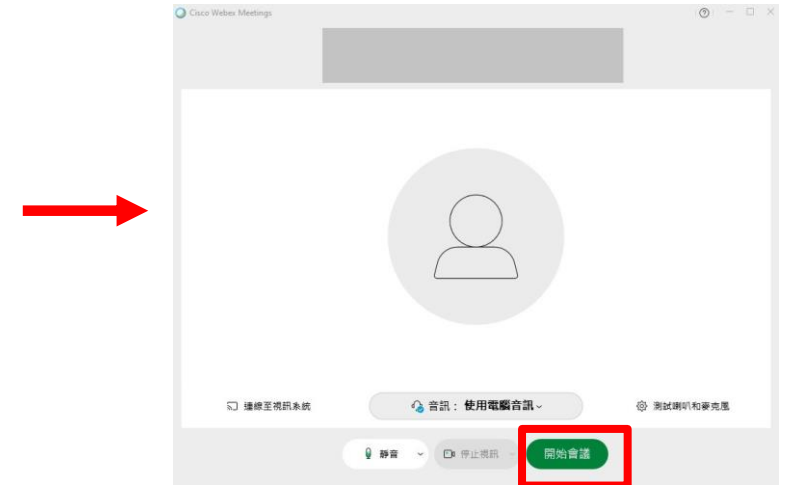 Cisco Webex Meetings
連線至視訊系統
音訊： 使用電腦音訊
測試喇叭和麥克風
靜音
停止視訊
開始會議